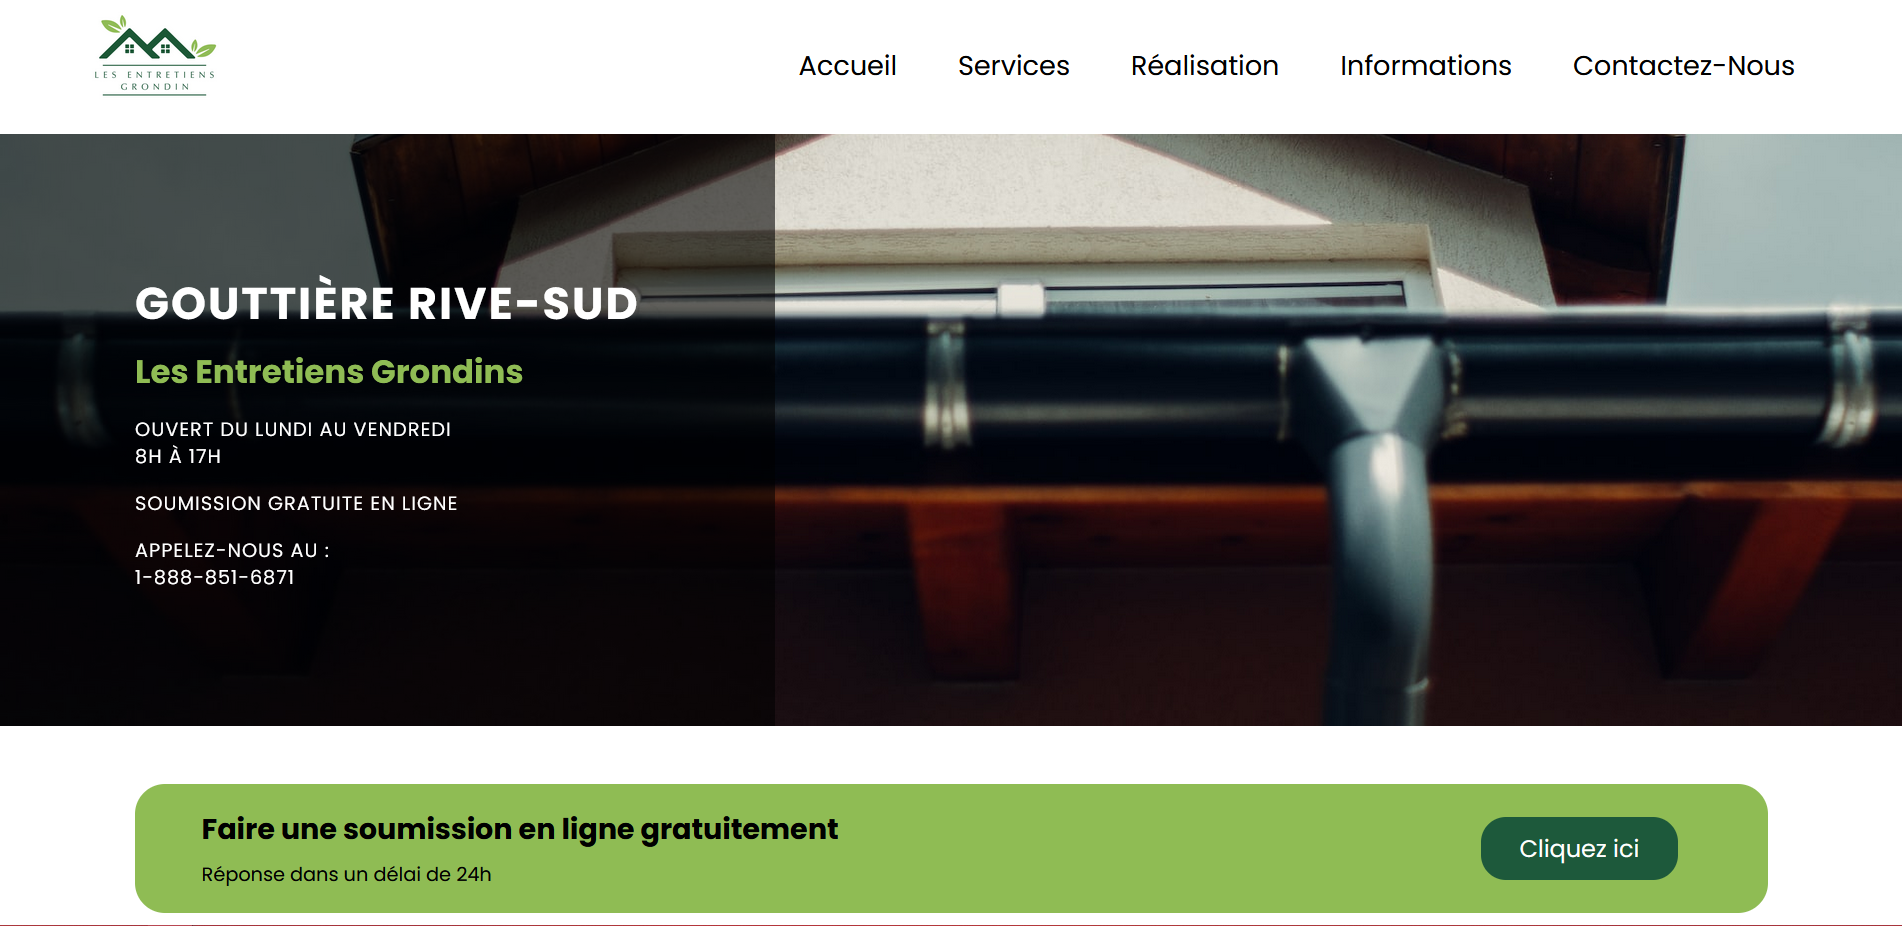 LES ENTRETIENS
GRONDIN
Accueil
Services
Réalisation
Informations
Contactez-Nous
GOUTTIÈRE RIVE-SUD
Les Entretiens Grondins
OUVERT DU LUNDI AU VENDREDI
8H À 17H
SOUMISSION GRATUITE EN LIGNE
APPELEZ-NOUS AU :
1-888-851-6871
Faire une soumission en ligne gratuitement
Réponse dans un délai de 24h
Cliquez ici